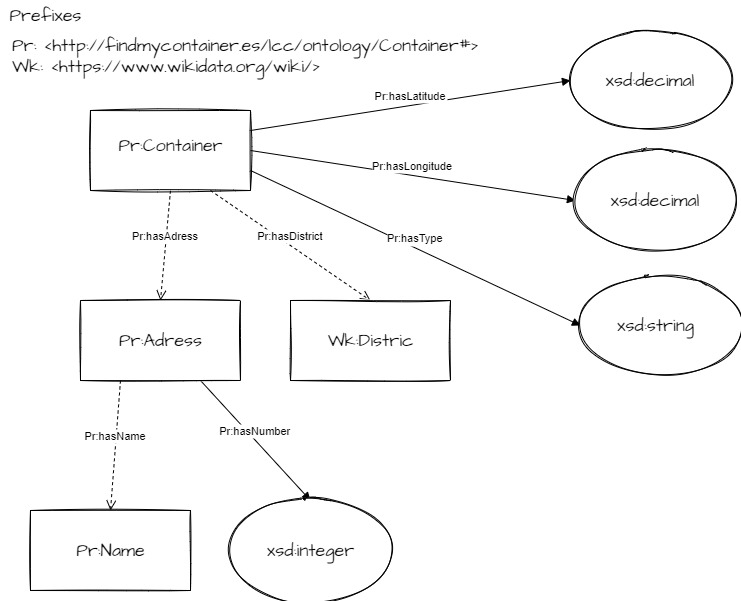 Prefixes
Pr: <http://findmycontainer.es/lcc/ontology/Container#>
Wk: <https://www.wikidata.org/wiki/>
xsd:decimal
Pr:hasLatitude
Pr:Container
Pr:hasLongitude
xsd:decimal
Pr:hasAdress
Pr:hasDistrict
Pr:hasType
xsd:string
Pr:Adress
Wk:Distric
Pr:hasName
Pr:hasNumber
Pr:Name
xsd:integer